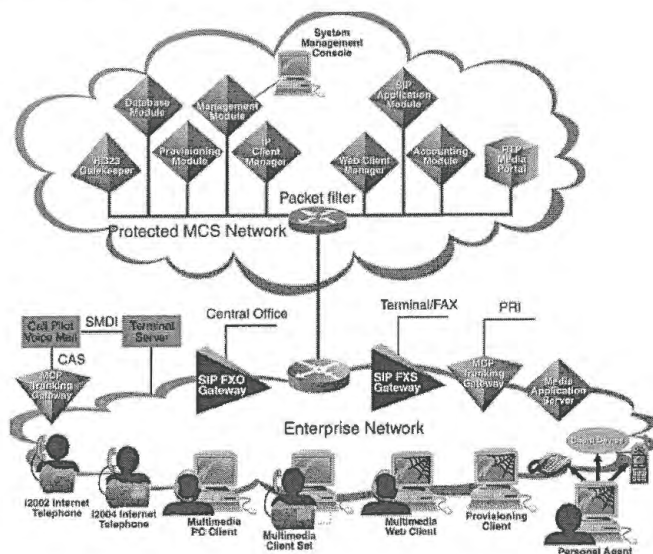 System
Management
Console
Database
Module
Management
Module
SIP
Application
Module
H.323
Gatekeeper
Provisioning
Module
IP
Client
Manager
Web Client
Manager
Accounting
Module
RTP
Media
Portal
Packet filter
Protected MCS Network
Call Pilot
Voice Mail
SMDI
Terminal
Server
Central Office
Terminal/FAX
PRI
CAS
MCP
Trunking
Gateway
SIP FXO
Gateway
SIP FXS
Gateway
MCP
Trunking
Gateway
Media
Application
Server
Enterprise Network
Client Device
i2002 Internet
Telephone
i2004 Internet
Telephone
Multimedia
PC Client
Multimedia
Client Set
Multimedia
Web Client
Provisioning
Client
Personal Agent